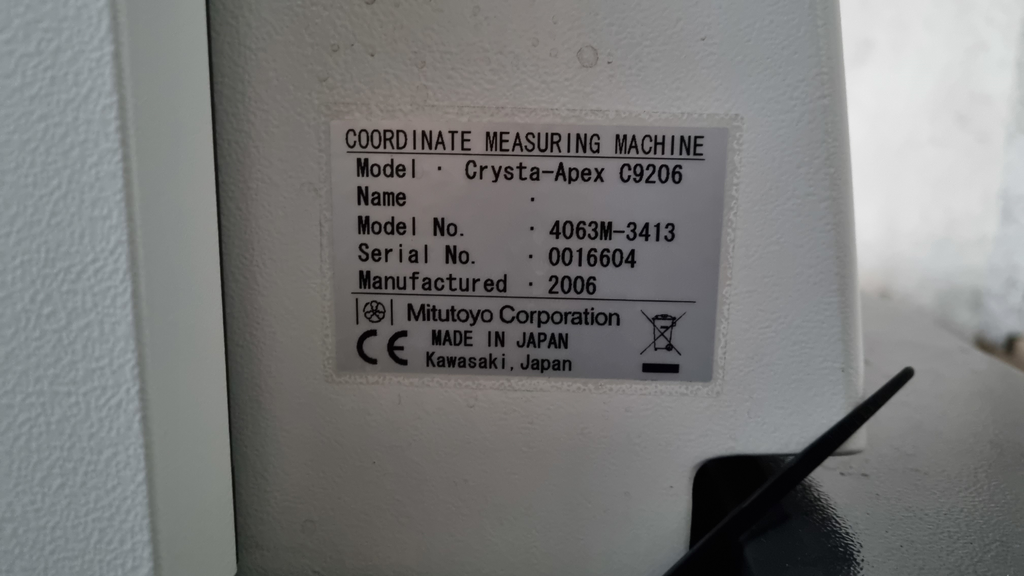 COORDINATE MEASURING MACHINE
Model · Crysta-Apex C9206
Name ·
Model No. · 4063M-3413
Serial No. · 0016604
Manufactured · 2006
Mitutoyo Corporation
CE MADE IN JAPAN
Kawasaki, Japan